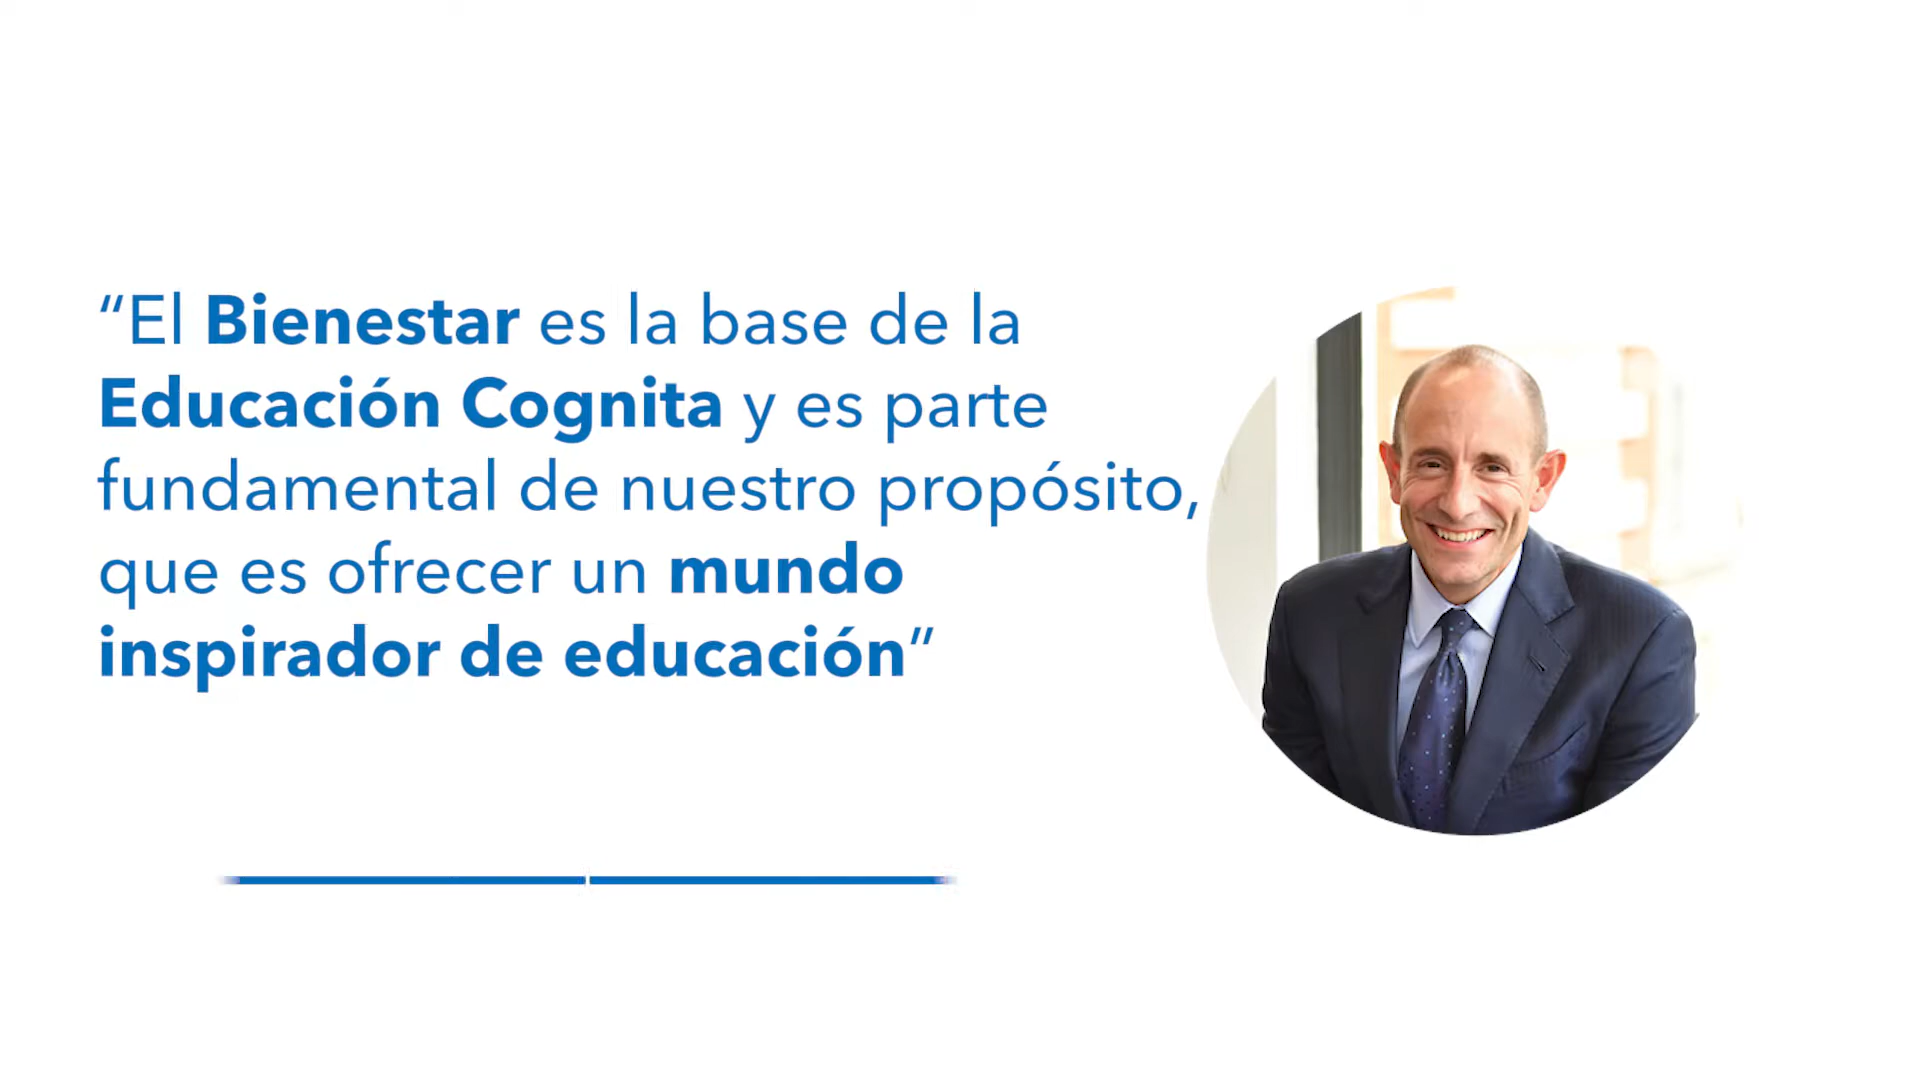 “El Bienestar es la base de la
Educación Cognita y es parte
fundamental de nuestro propósito,
que es ofrecer un mundo
inspirador de educación”